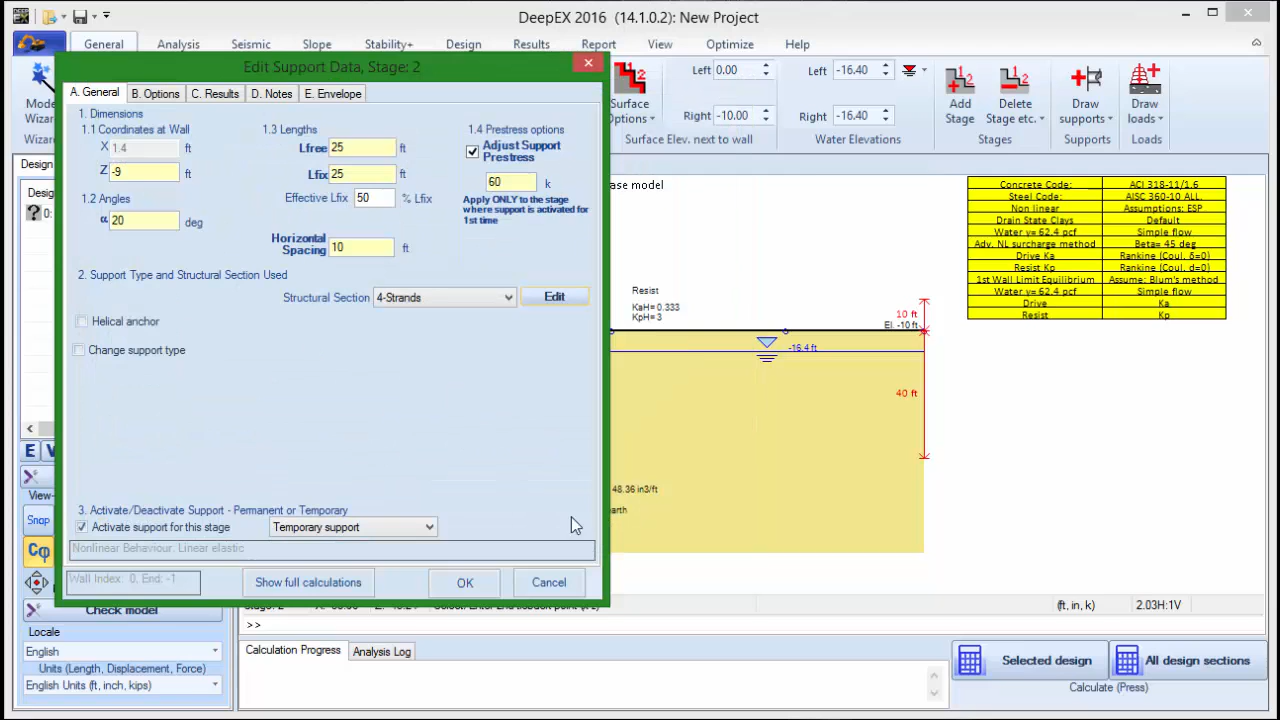 DeepEX 2016 (14.1.0.2): New Project
General Analysis Seismic Slope Stability+ Design Results Report View Optimize Help
Edit Support Data, Stage: 2
A. General B. Options C. Results D. Notes E. Envelope
1. Dimensions
1.1 Coordinates at Wall
X 1.4 ft
Z -9 ft
1.2 Angles
α 20 deg
1.3 Lengths
Lfree 25 ft
Lfix 25 ft
Effective Lfix 50 % Lfix
Horizontal
Spacing 10 ft
1.4 Prestress options
Adjust Support
Prestress
60 k
Apply ONLY to the stage
where support is activated for
1st time
2. Support Type and Structural Section Used
Structural Section 4-Strands Edit
Helical anchor
Change support type
3. Activate/Deactivate Support - Permanent or Temporary
Activate support for this stage Temporary support
Nonlinear Behaviour. Linear elastic
Wall Index: 0. End: -1
Show full calculations OK Cancel
Wizard
Surface
Options
Left 0.00
Right -10.00
Surface Elev. next to wall
Left -16.40
Right -16.40
Water Elevations
Add
Stage
Delete
Stage etc.
Stages
Draw
supports
Supports
Draw
loads
Loads
ase model
Concrete Code: ACI 318-11/1.6
Steel Code: AISC 360-10 ALL.
Non linear Assumptions: ESP
Drain State Clays Default
Water γ= 62.4 pcf Simple flow
Adv. NL surcharge method Beta= 45 deg
Drive Ka Rankine (Coul, δ=0)
Resist Kp Rankine (Coul, d=0)
1st Wall Limit Equilibrium Assume: Blum's method
Water γ= 62.4 pcf Simple flow
Drive Ka
Resist Kp
Resist
KaH= 0.333
KpH= 3
10 ft
El. -10 ft
-16.4 ft
40 ft
48.36 in3/ft
arth
Design
0:
E
View-
Snap
Cφ
Check model
Locale
English
Units (Length, Displacement, Force)
English Units (ft, inch, kips)
(ft, in, k) 2.03H:1V
>>
Calculation Progress Analysis Log
Selected design All design sections
Calculate (Press)